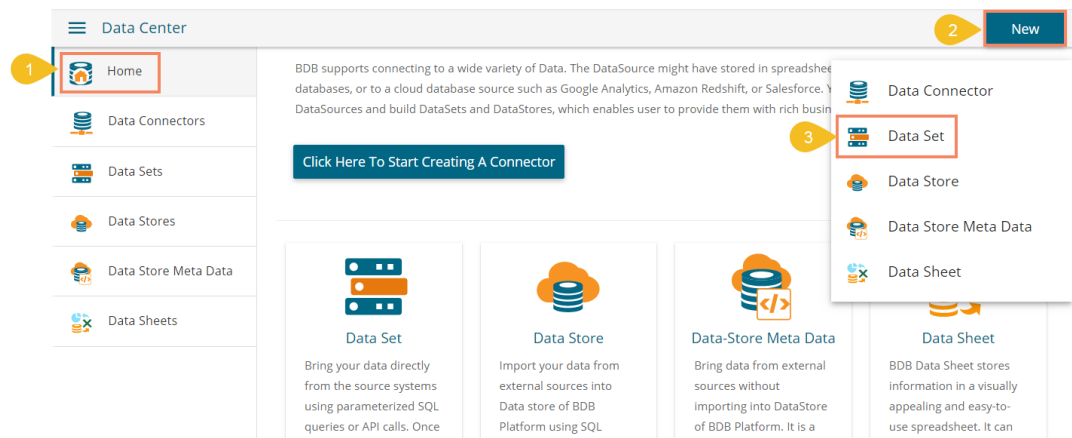 Data Center
2
New
1
Home
Data Connectors
Data Sets
Data Stores
Data Store Meta Data
Data Sheets
BDB supports connecting to a wide variety of Data. The DataSource might have stored in spreadshee
databases, or to a cloud database source such as Google Analytics, Amazon Redshift, or Salesforce. Y
DataSources and build DataSets and DataStores, which enables user to provide them with rich busin
Click Here To Start Creating A Connector
Data Connector
3
Data Set
Data Store
Data Store Meta Data
Data Sheet
Data Set
Bring your data directly
from the source systems
using parameterized SQL
queries or API calls. Once
Data Store
Import your data from
external sources into
Data store of BDB
Platform using SQL
Data-Store Meta Data
Bring data from external
sources without
importing into DataStore
of BDB Platform. It is a
Data Sheet
BDB Data Sheet stores
information in a visually
appealing and easy-to-
use spreadsheet. It can